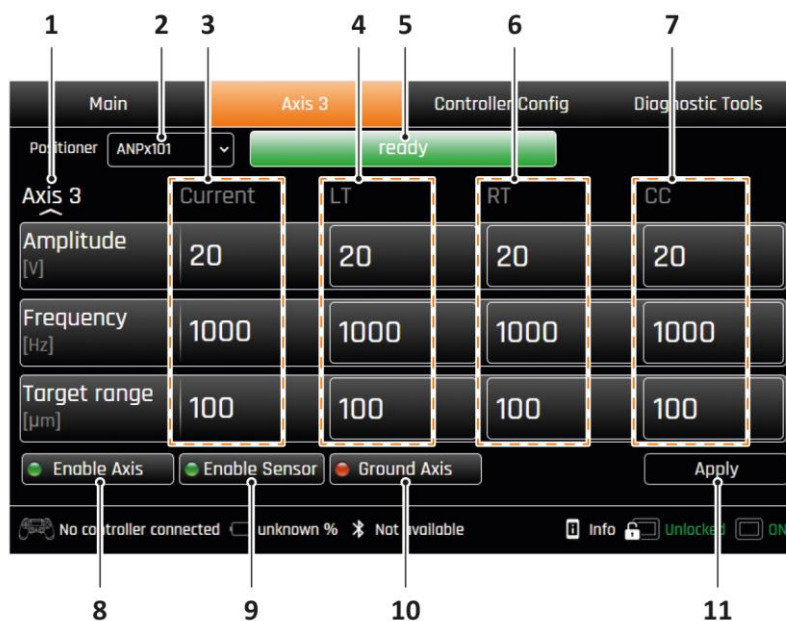 1 2 3 4 5 6 7
Main Axis 3 Controller Config Diagnostic Tools
Positioner ANPx101 ready
Axis 3 Current LT RT CC
Amplitude 20 20 20 20
[V]
Frequency 1000 1000 1000 1000
[Hz]
Target range 100 100 100 100
[µm]
Enable Axis Enable Sensor Ground Axis Apply
No controller connected unknown % Not available Info Unlocked ON
8 9 10 11